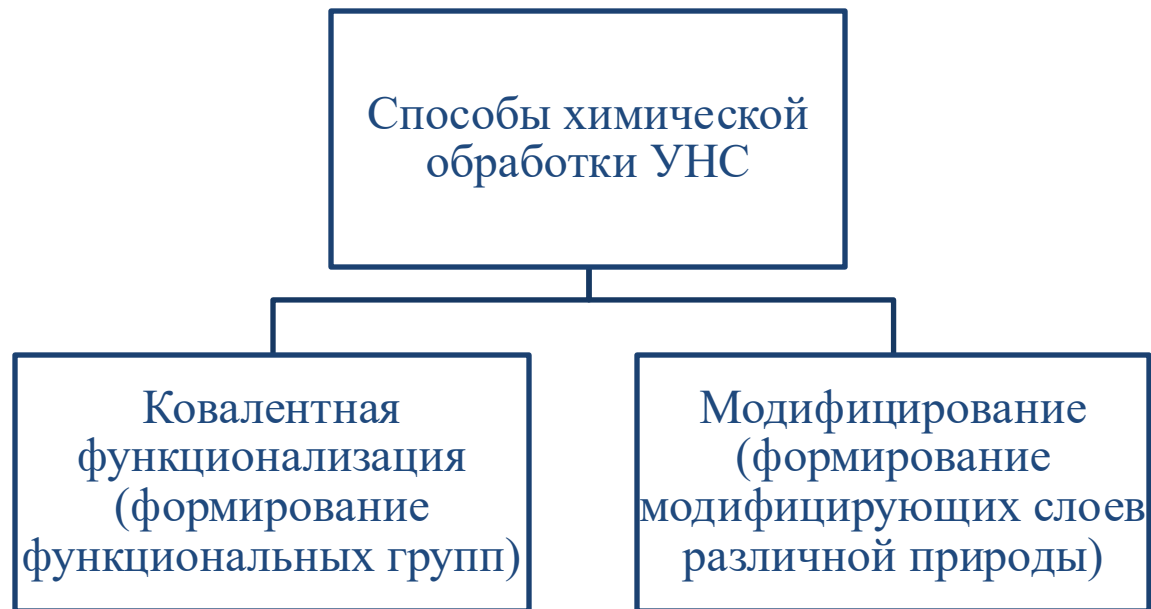 Способы химической
обработки УНС
Ковалентная
функционализация
(формирование
функциональных групп)
Модифицирование
(формирование
модифицирующих слоев
различной природы)